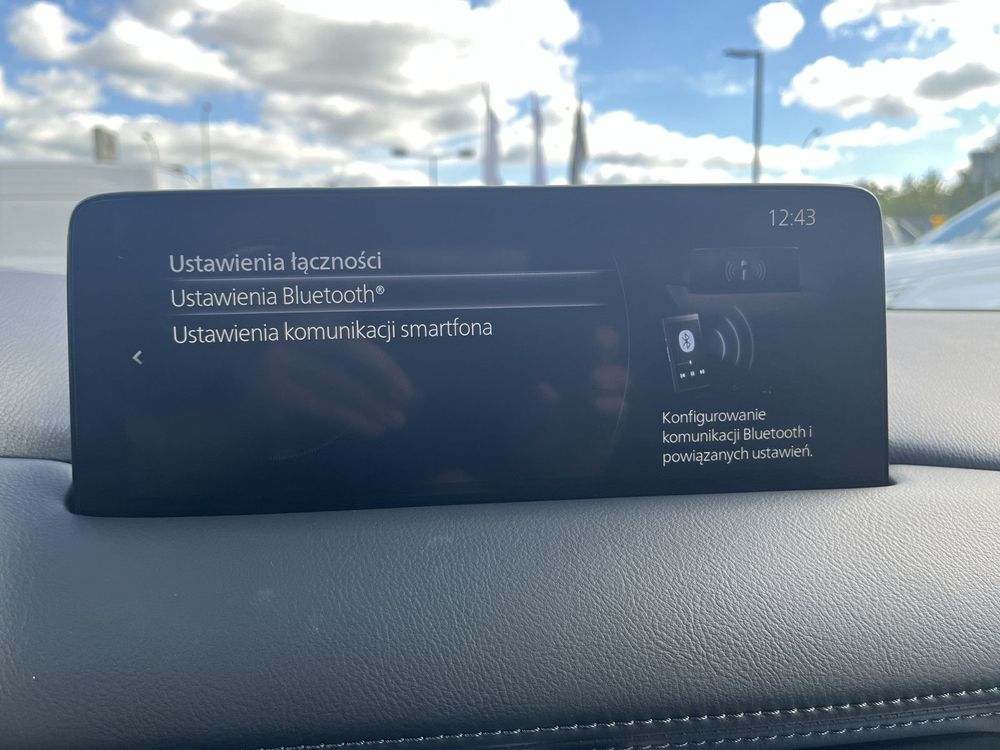 12:43
Ustawienia łączności
Ustawienia Bluetooth®
Ustawienia komunikacji smartfona
Konfigurowanie
komunikacji Bluetooth i
powiązanych ustawień.